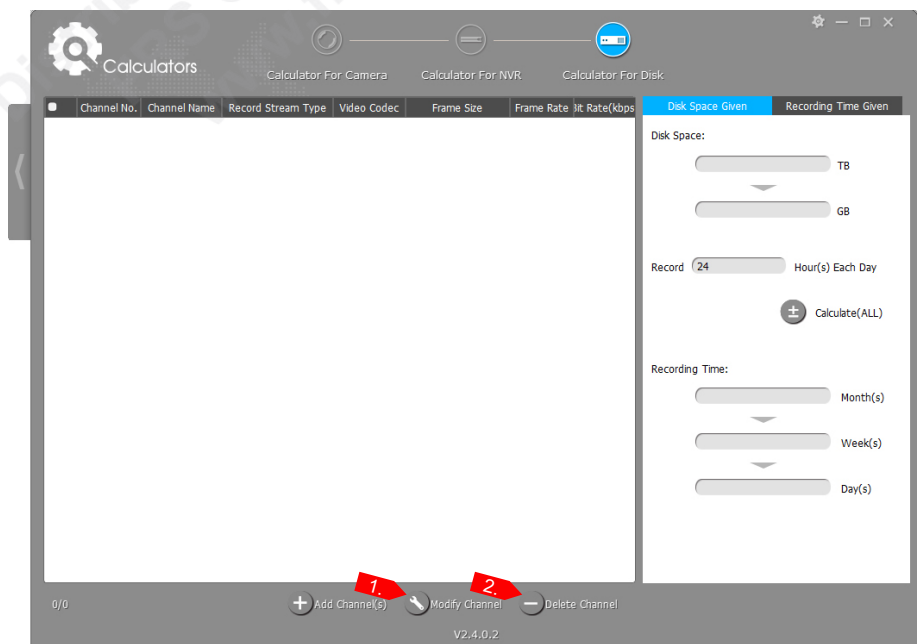 Calculators
Calculator For Camera
Calculator For NVR
Calculator For Disk
Channel No.
Channel Name
Record Stream Type
Video Codec
Frame Size
Frame Rate
Bit Rate(kbps
Disk Space Given
Recording Time Given
Disk Space:
TB
GB
Record 24 Hour(s) Each Day
Calculate(ALL)
Recording Time:
Month(s)
Week(s)
Day(s)
1.
2.
0/0
Add Channel(s)
Modify Channel
Delete Channel
V2.4.0.2